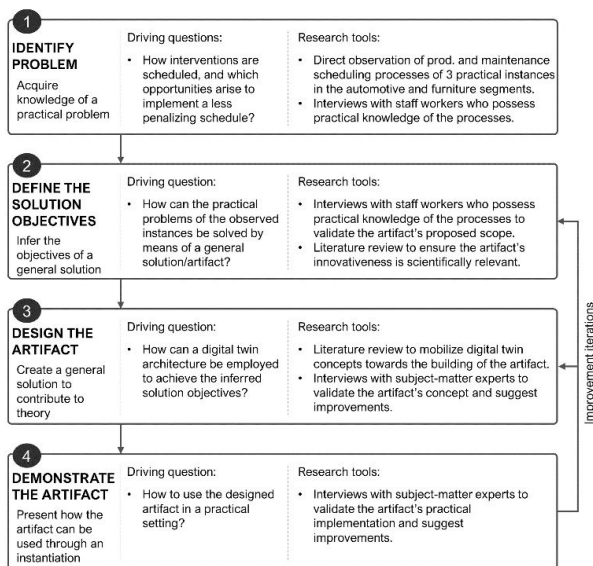 1
IDENTIFY
PROBLEM
Acquire
knowledge of a
practical problem
Driving questions:
• How interventions are
scheduled, and which
opportunities arise to
implement a less
penalizing schedule?
Research tools:
• Direct observation of prod. and maintenance
scheduling processes of 3 practical instances
in the automotive and furniture segments.
• Interviews with staff workers who possess
practical knowledge of the processes.
2
DEFINE THE
SOLUTION
OBJECTIVES
Infer the
objectives of a
general solution
Driving question:
• How can the practical
problems of the observed
instances be solved by
means of a general
solution/artifact?
Research tools:
• Interviews with staff workers who possess
practical knowledge of the processes to
validate the artifact's proposed scope.
• Literature review to ensure the artifact's
innovativeness is scientifically relevant.
3
DESIGN THE
ARTIFACT
Create a general
solution to
contribute to
theory
Driving question:
• How can a digital twin
architecture be employed
to achieve the inferred
solution objectives?
Research tools:
• Literature review to mobilize digital twin
concepts towards the building of the artifact.
• Interviews with subject-matter experts to
validate the artifact's concept and suggest
improvements.
4
DEMONSTRATE
THE ARTIFACT
Present how the
artifact can be
used through an
instantiation
Driving question:
• How to use the designed
artifact in a practical
setting?
Research tools:
• Interviews with subject-matter experts to
validate the artifact's practical
implementation and suggest
improvements.
Improvement iterations